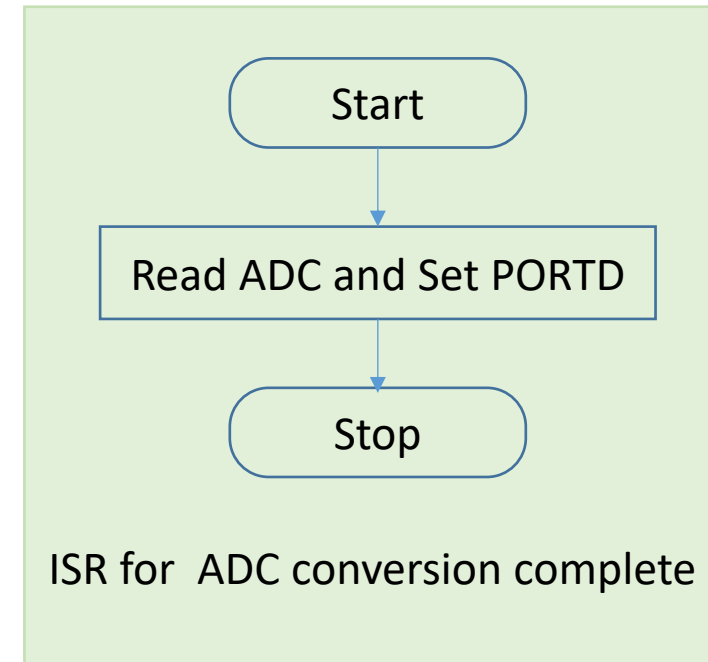 Start
Read ADC and Set PORTD
Stop
ISR for  ADC conversion complete